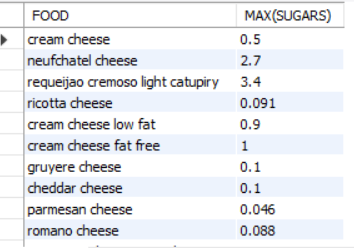 FOOD MAX(SUGARS)
cream cheese 0.5
neufchatel cheese 2.7
requeijao cremoso light catupiry 3.4
ricotta cheese 0.091
cream cheese low fat 0.9
cream cheese fat free 1
gruyere cheese 0.1
cheddar cheese 0.1
parmesan cheese 0.046
romano cheese 0.088